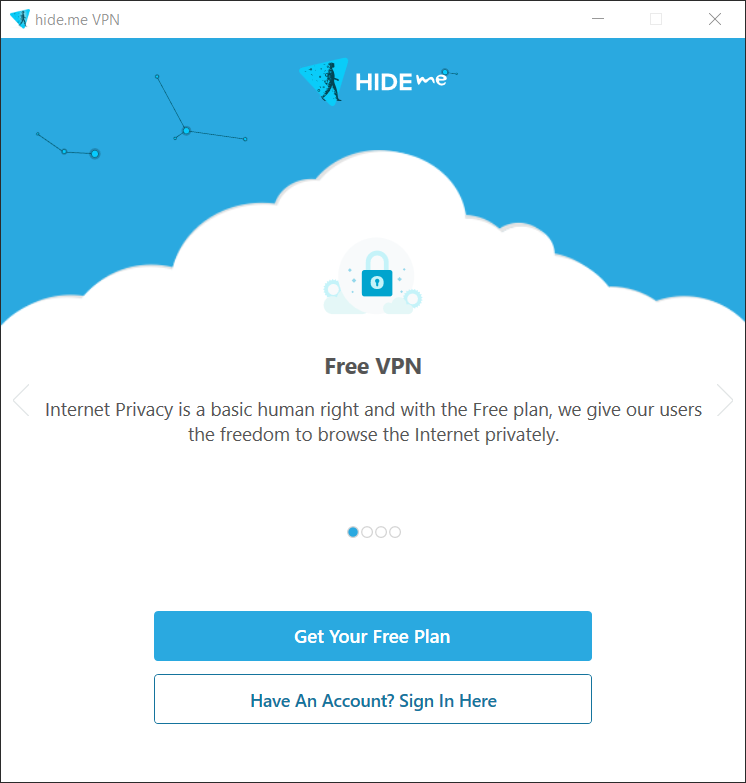 hide.me VPN
HIDE me
Free VPN
Internet Privacy is a basic human right and with the Free plan, we give our users
the freedom to browse the Internet privately.
Get Your Free Plan
Have An Account? Sign In Here